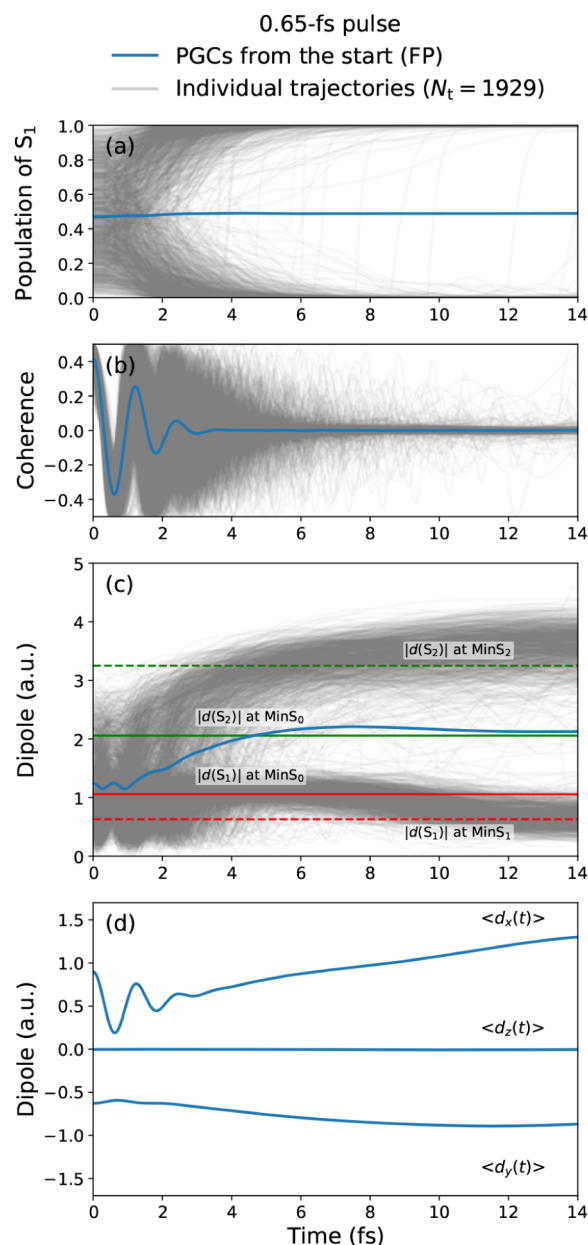 0.65-fs pulse
PGCs from the start (FP)
Individual trajectories (Nt = 1929)
(a)
Population of S1
1.0
0.8
0.6
0.4
0.2
0.0
0 2 4 6 8 10 12 14
(b)
Coherence
0.4
0.2
0.0
−0.2
−0.4
0 2 4 6 8 10 12 14
(c)
Dipole (a.u.)
5
4
3
2
1
0
|d(S2)| at MinS2
|d(S2)| at MinS0
|d(S1)| at MinS0
|d(S1)| at MinS1
0 2 4 6 8 10 12 14
(d)
Dipole (a.u.)
1.5
1.0
0.5
0.0
−0.5
−1.0
−1.5
<dx(t)>
<dz(t)>
<dy(t)>
0 2 4 6 8 10 12 14
Time (fs)